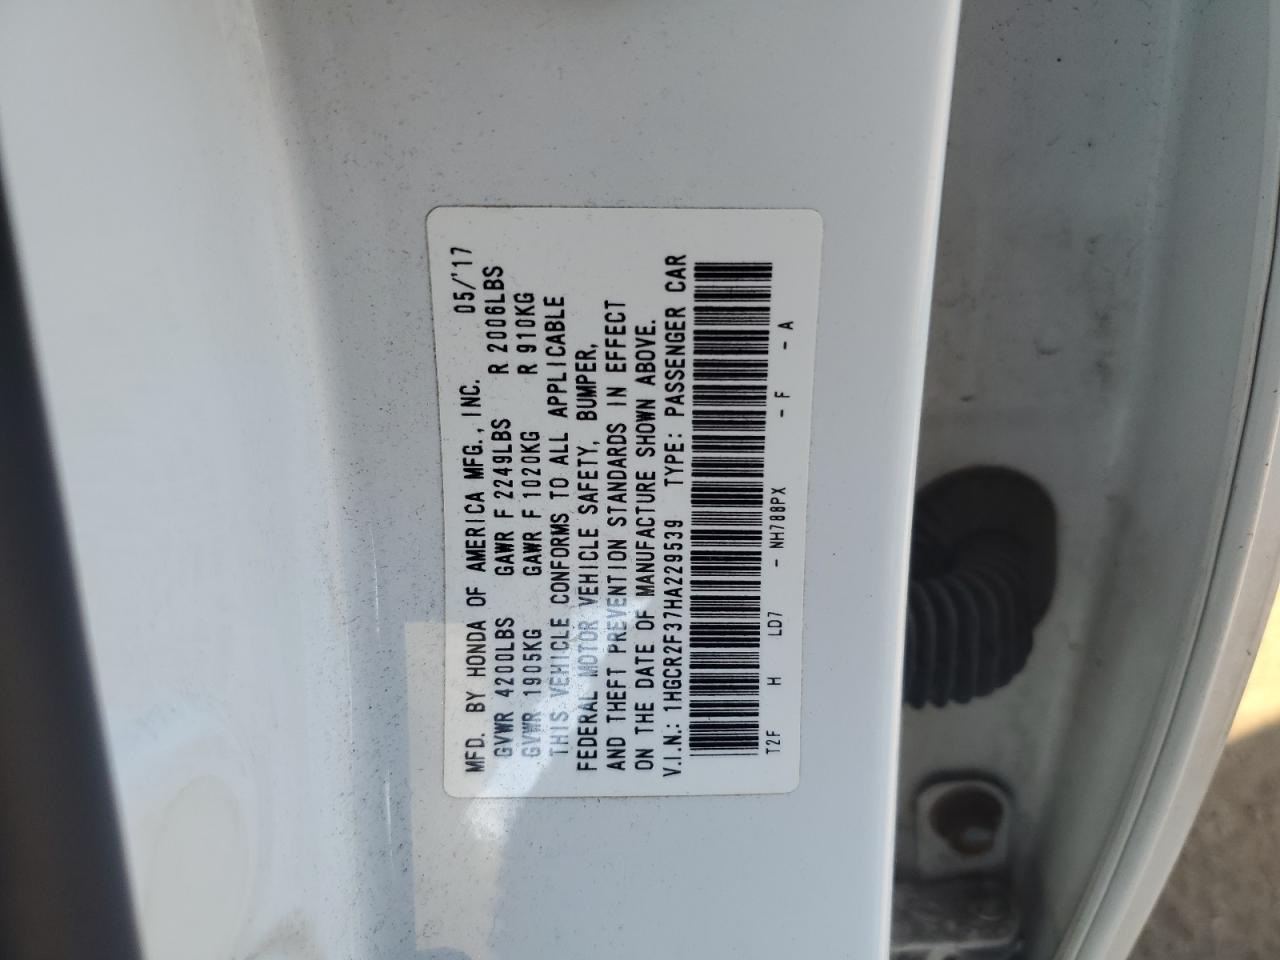 MFD. BY HONDA OF AMERICA MFG., INC. 05/'17
GVWR 4200LBS GAWR F 2249LBS R 2006LBS
GVWR 1905KG GAWR F 1020KG R 910KG
THIS VEHICLE CONFORMS TO ALL APPLICABLE
FEDERAL MOTOR VEHICLE SAFETY, BUMPER,
AND THEFT PREVENTION STANDARDS IN EFFECT
ON THE DATE OF MANUFACTURE SHOWN ABOVE.
V.I.N.: 1HGCR2F37HA229539 TYPE: PASSENGER CAR
T2F H LD7 - NH788PX - F - A